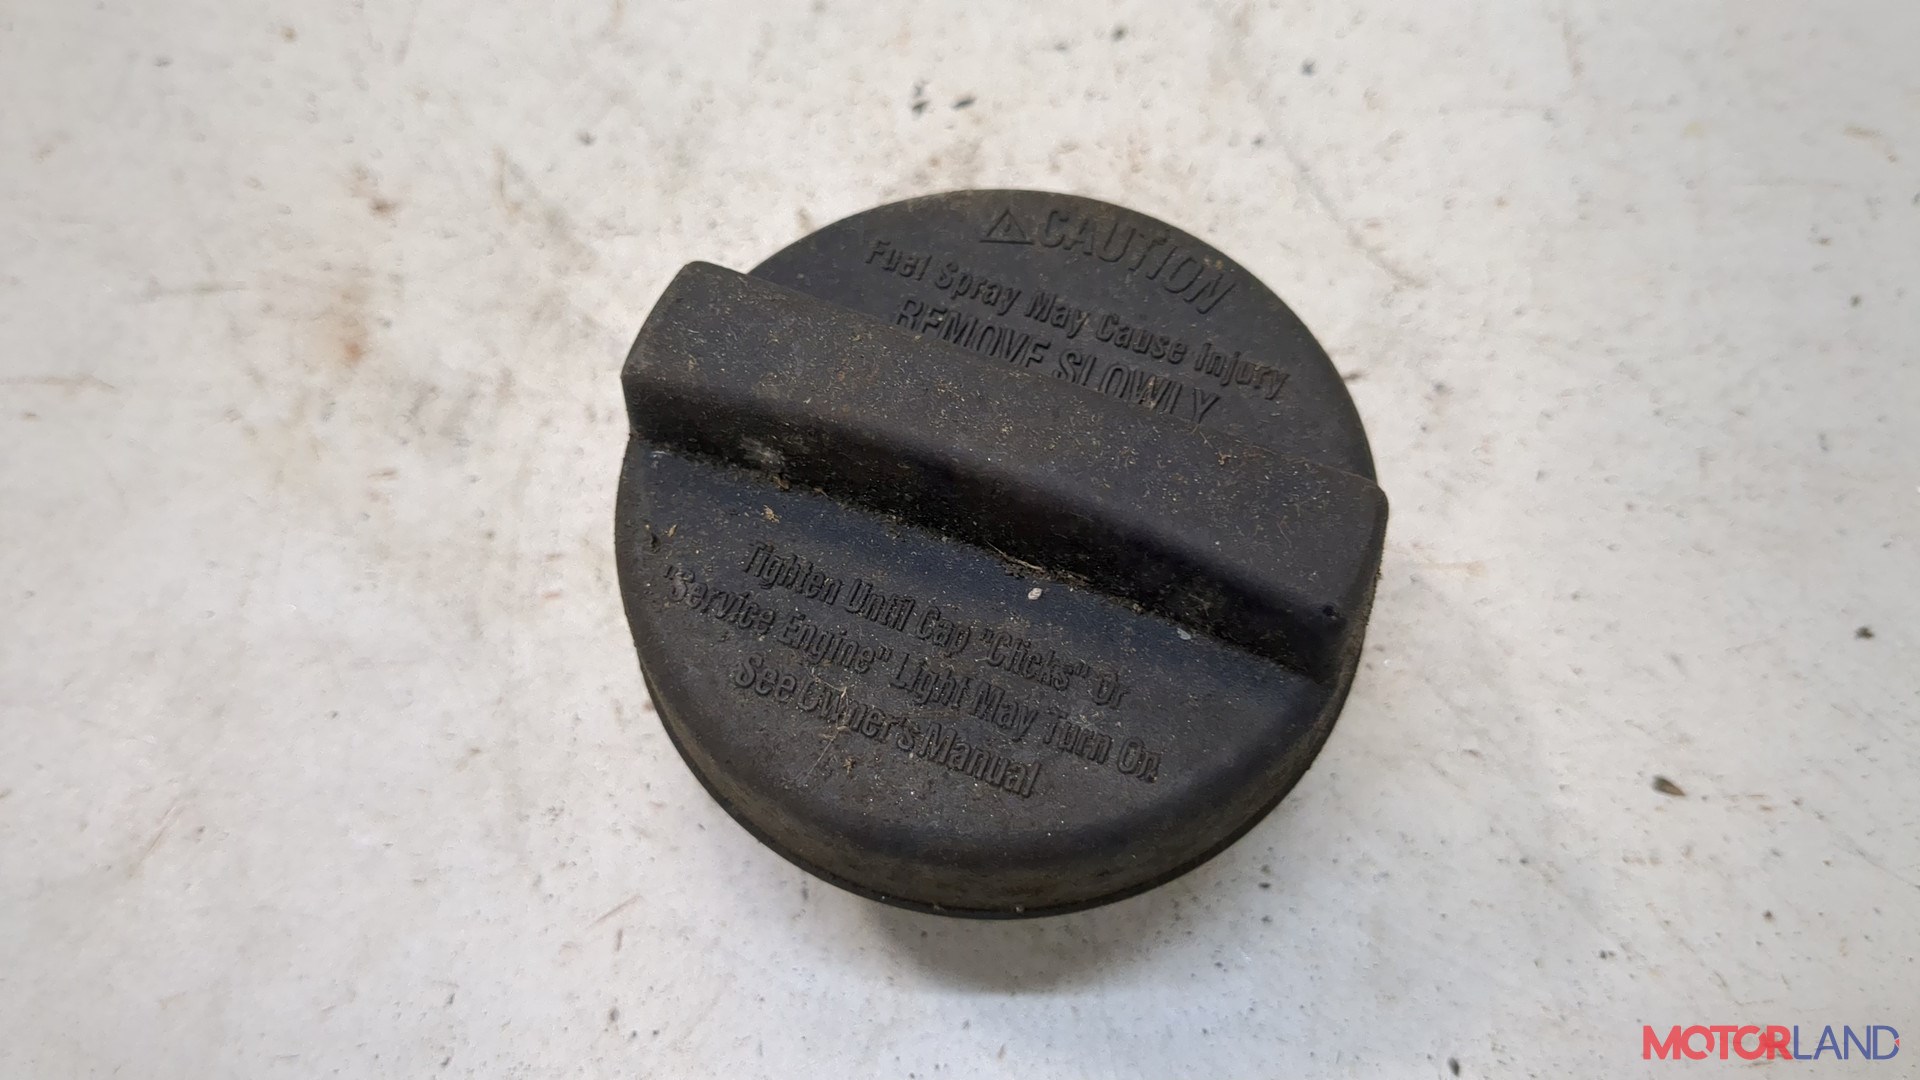 CAUTION
Fuel Spray May Cause Injury
REMOVE SLOWLY
Tighten Until Cap "Clicks" Or
"Service Engine" Light May Turn On
See Owner's Manual
MOTORLAND